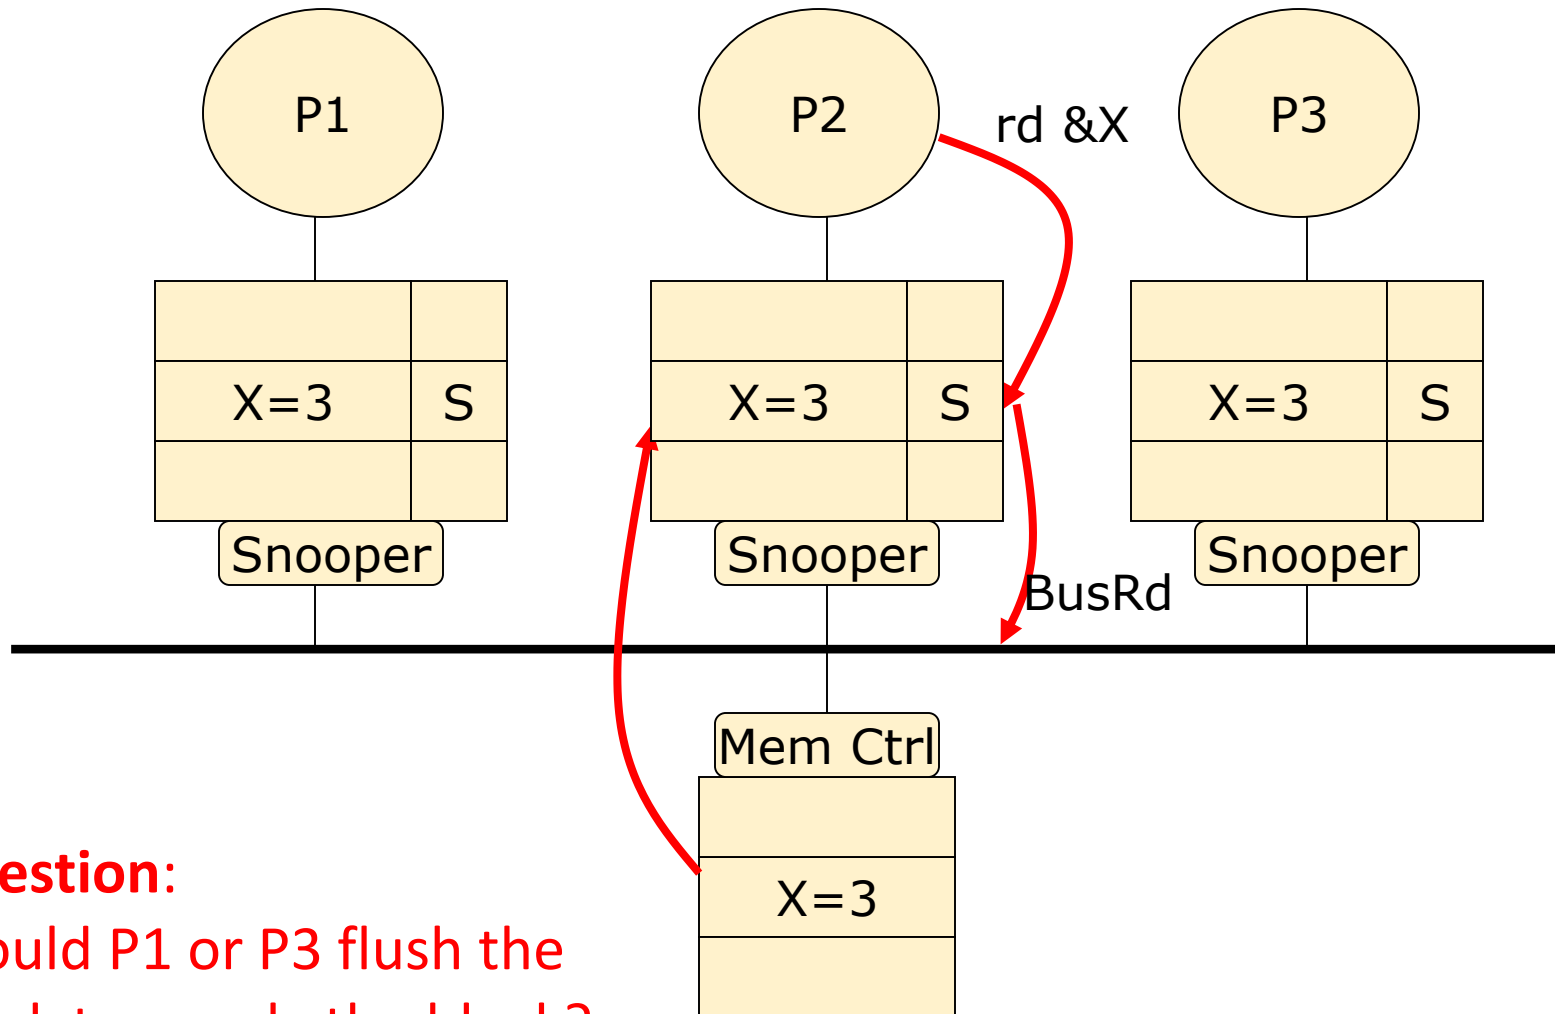 P1
P2
rd &X
P3
X=3 S
X=3 S
X=3 S
Snooper
Snooper
Snooper
BusRd
Mem Ctrl
estion:
X=3
ould P1 or P3 flush the